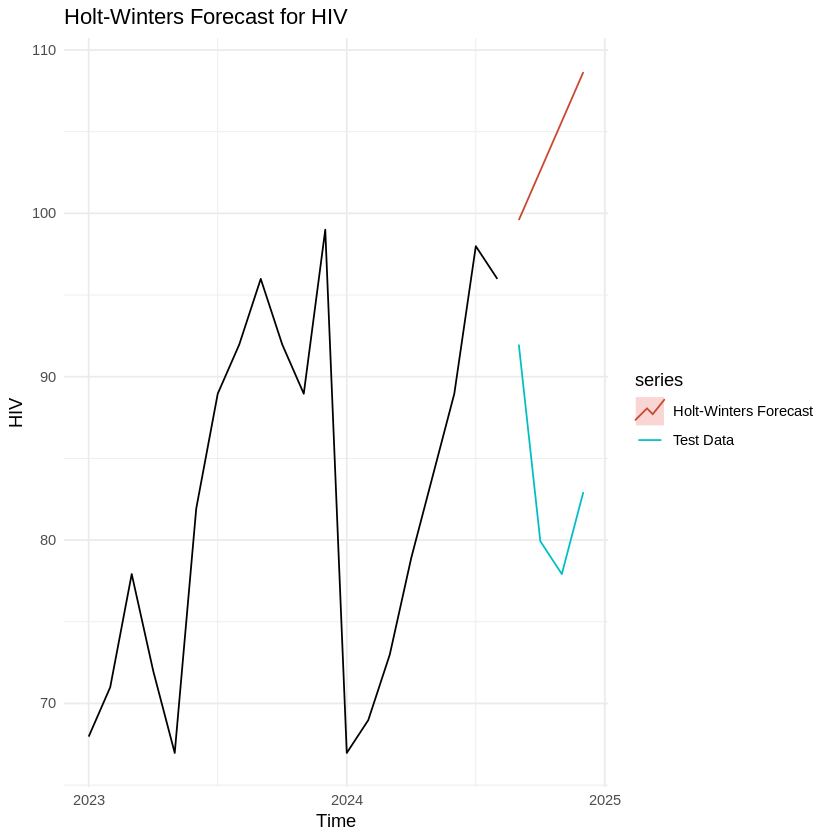 Holt-Winters Forecast for HIV
110
100
90
80
70
HIV
2023
2024
2025
Time
series
Holt-Winters Forecast
Test Data